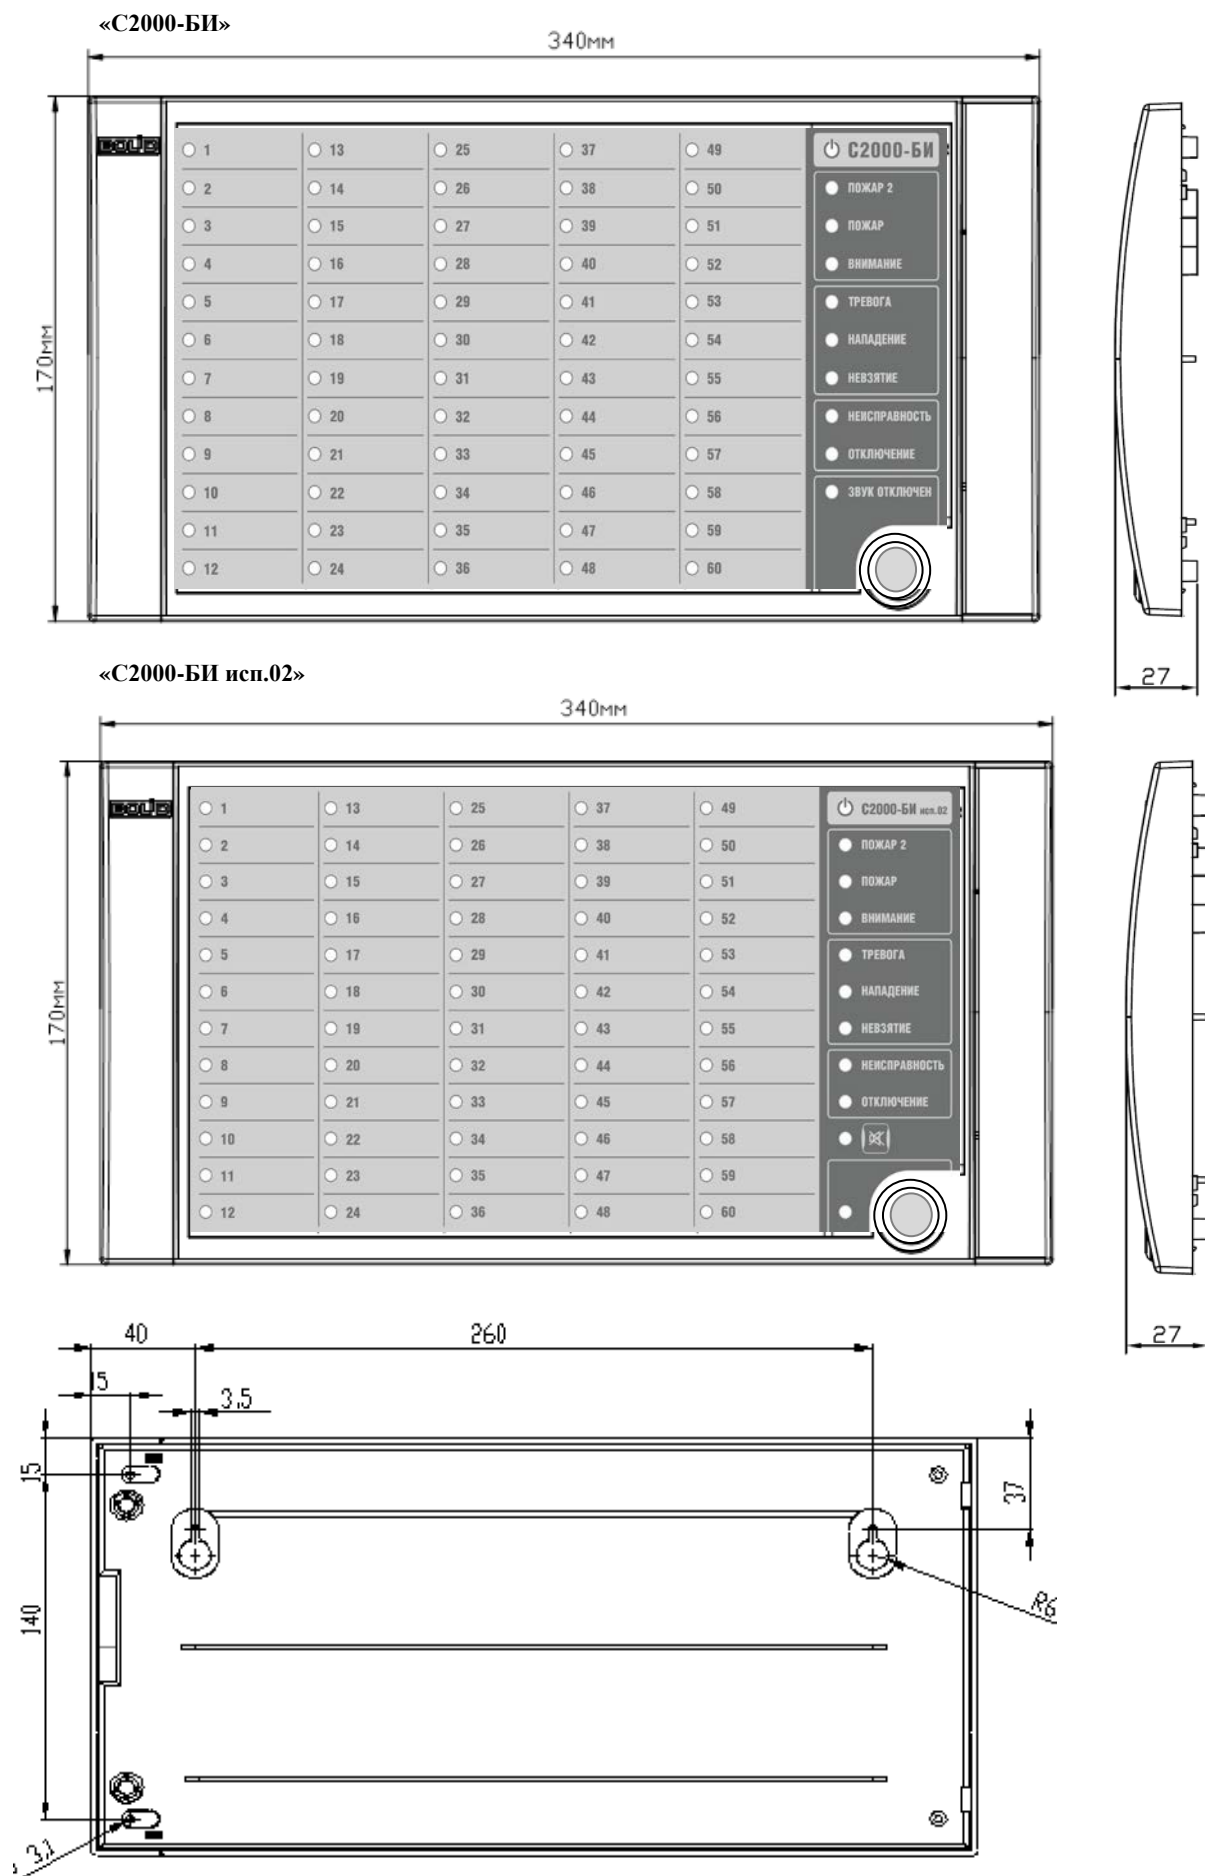 «С2000-БИ»
340мм
BOLID
1 13 25 37 49 С2000-БИ
2 14 26 38 50 ПОЖАР 2
3 15 27 39 51 ПОЖАР
4 16 28 40 52 ВНИМАНИЕ
5 17 29 41 53 ТРЕВОГА
6 18 30 42 54 НАПАДЕНИЕ
7 19 31 43 55 НЕВЗЯТИЕ
8 20 32 44 56 НЕИСПРАВНОСТЬ
9 21 33 45 57 ОТКЛЮЧЕНИЕ
10 22 34 46 58 ЗВУК ОТКЛЮЧЕН
11 23 35 47 59
12 24 36 48 60
170мм
27
«С2000-БИ исп.02»
340мм
BOLID
1 13 25 37 49 С2000-БИ исп.02
2 14 26 38 50 ПОЖАР 2
3 15 27 39 51 ПОЖАР
4 16 28 40 52 ВНИМАНИЕ
5 17 29 41 53 ТРЕВОГА
6 18 30 42 54 НАПАДЕНИЕ
7 19 31 43 55 НЕВЗЯТИЕ
8 20 32 44 56 НЕИСПРАВНОСТЬ
9 21 33 45 57 ОТКЛЮЧЕНИЕ
10 22 34 46 58
11 23 35 47 59
12 24 36 48 60
170мм
27
40 260
15
3,5
15
37
R6
140
3,1